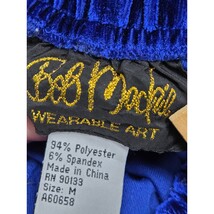 Bob Mackie
WEARABLE ART
94% Polyester
6% Spandex
Made in China
RN 90133
Size: M
A60658